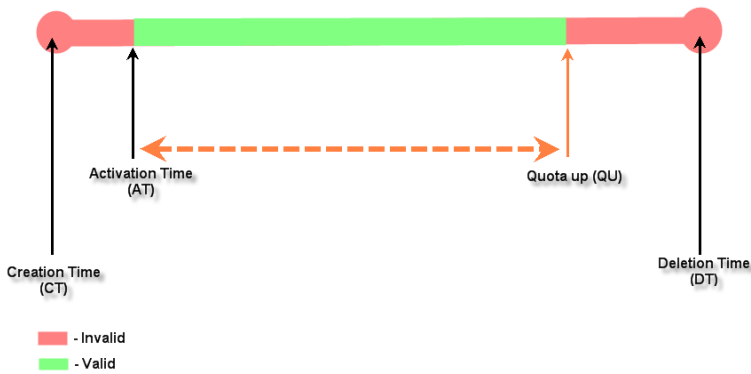 Activation Time
(AT)
Quota up (QU)
Creation Time
(CT)
Deletion Time
(DT)
- Invalid
- Valid